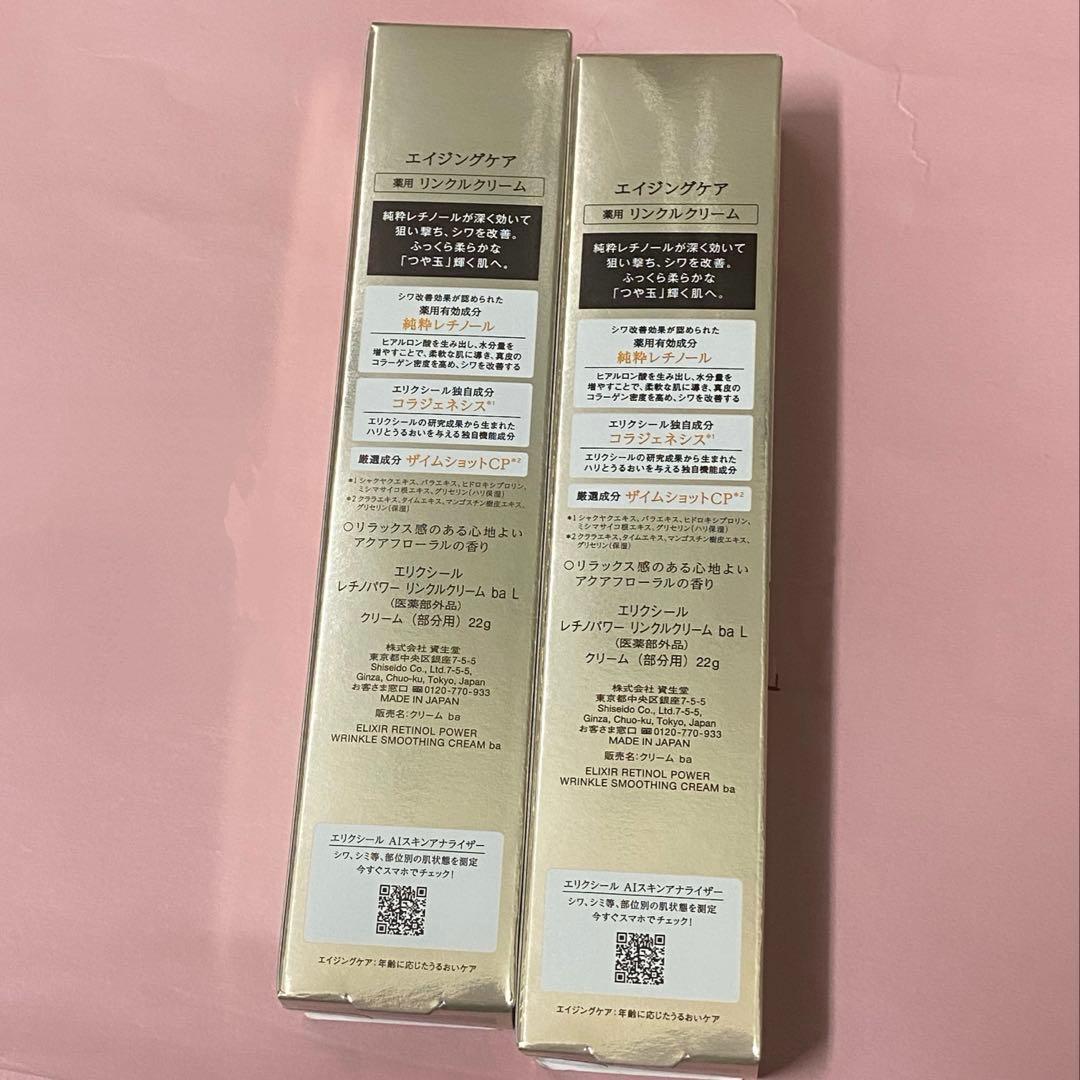 エイジングケア
薬用 リンクルクリーム
純粋レチノールが深く効いて
狙い撃ち、シワを改善。
ふっくら柔らかな
「つや玉」輝く肌へ。
シワ改善効果が認められた
薬用有効成分
純粋レチノール
ヒアルロン酸を生み出し、水分量を
増やすことで、柔軟な肌に導き、真皮の
コラーゲン密度を高め、シワを改善する
エリクシール独自成分
コラジェネシス*1
エリクシールの研究成果から生まれた
ハリとうるおいを与える独自機能成分
厳選成分 ザイムショットCP*2
*1 シャクヤクエキス、バラエキス、ヒドロキシプロリン、
ミシマサイコ根エキス、グリセリン(ハリ保湿)
*2 クララエキス、タイムエキス、マンゴスチン樹皮エキス、
グリセリン(保湿)
○リラックス感のある心地よい
アクアフローラルの香り
エリクシール
レチノパワー リンクルクリーム ba L
(医薬部外品)
クリーム(部分用)22g
株式会社 資生堂
東京都中央区銀座7-5-5
Shiseido Co., Ltd.7-5-5,
Ginza, Chuo-ku, Tokyo, Japan
お客さま窓口 0120-770-933
MADE IN JAPAN
販売名:クリーム ba
ELIXIR RETINOL POWER
WRINKLE SMOOTHING CREAM ba
エリクシール AIスキンアナライザー
シワ、シミ等、部位別の肌状態を測定
今すぐスマホでチェック!
エイジングケア:年齢に応じたうるおいケア
エイジングケア
薬用 リンクルクリーム
純粋レチノールが深く効いて
狙い撃ち、シワを改善。
ふっくら柔らかな
「つや玉」輝く肌へ。
シワ改善効果が認められた
薬用有効成分
純粋レチノール
ヒアルロン酸を生み出し、水分量を
増やすことで、柔軟な肌に導き、真皮の
コラーゲン密度を高め、シワを改善する
エリクシール独自成分
コラジェネシス*1
エリクシールの研究成果から生まれた
ハリとうるおいを与える独自機能成分
厳選成分 ザイムショットCP*2
*1 シャクヤクエキス、バラエキス、ヒドロキシプロリン、
ミシマサイコ根エキス、グリセリン(ハリ保湿)
*2 クララエキス、タイムエキス、マンゴスチン樹皮エキス、
グリセリン(保湿)
○リラックス感のある心地よい
アクアフローラルの香り
エリクシール
レチノパワー リンクルクリーム ba L
(医薬部外品)
クリーム(部分用)22g
株式会社 資生堂
東京都中央区銀座7-5-5
Shiseido Co., Ltd.7-5-5,
Ginza, Chuo-ku, Tokyo, Japan
お客さま窓口 0120-770-933
MADE IN JAPAN
販売名:クリーム ba
ELIXIR RETINOL POWER
WRINKLE SMOOTHING CREAM ba
エリクシール AIスキンアナライザー
シワ、シミ等、部位別の肌状態を測定
今すぐスマホでチェック!
エイジングケア:年齢に応じたうるおいケア